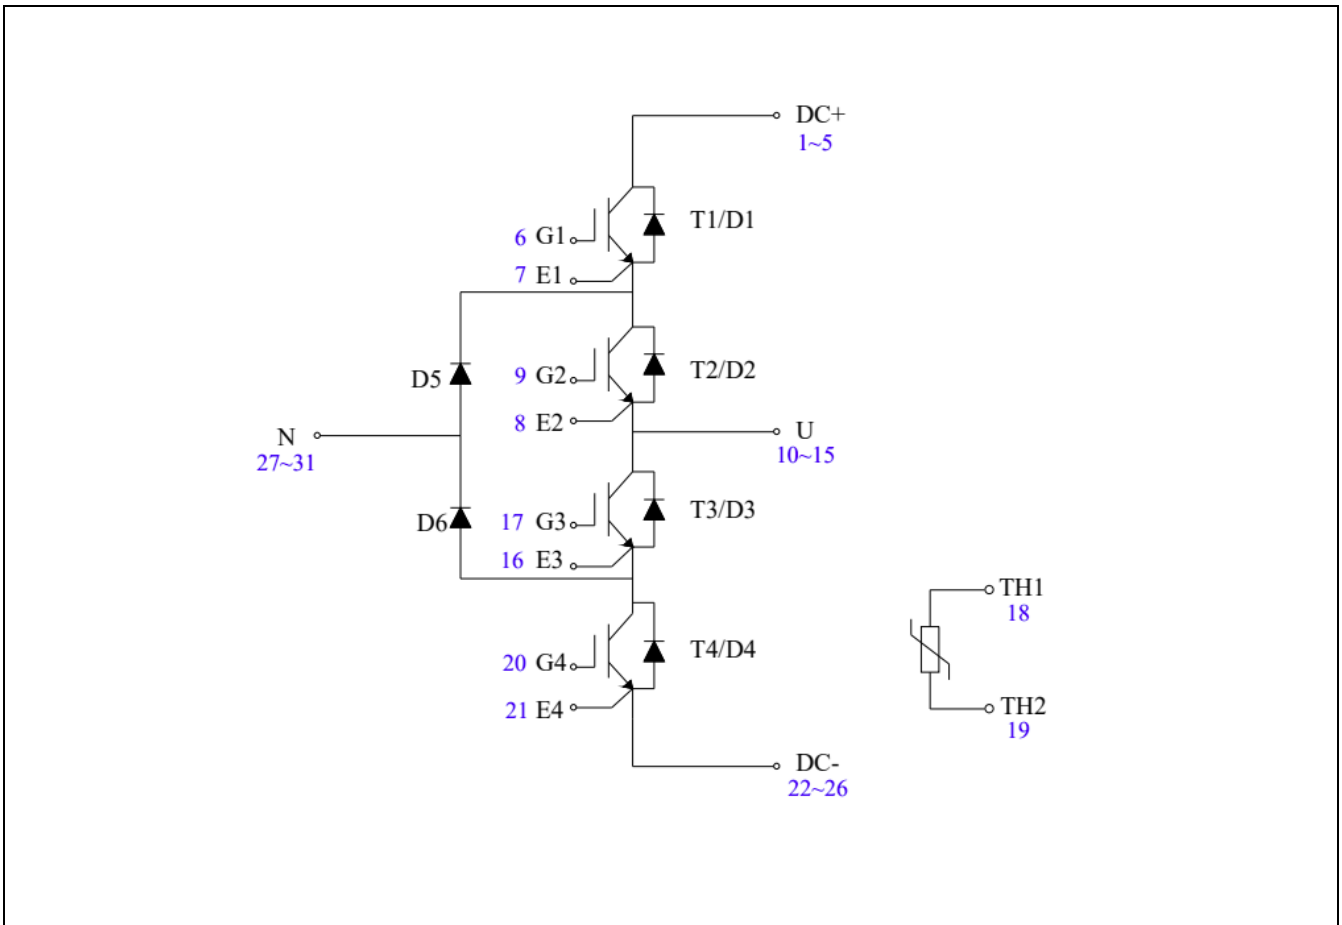 DC+
1~5
T1/D1
6 G1
7 E1
D5
9 G2
T2/D2
8 E2
N
27~31
U
10~15
D6
17 G3
T3/D3
16 E3
TH1
18
20 G4
T4/D4
21 E4
TH2
19
DC-
22~26